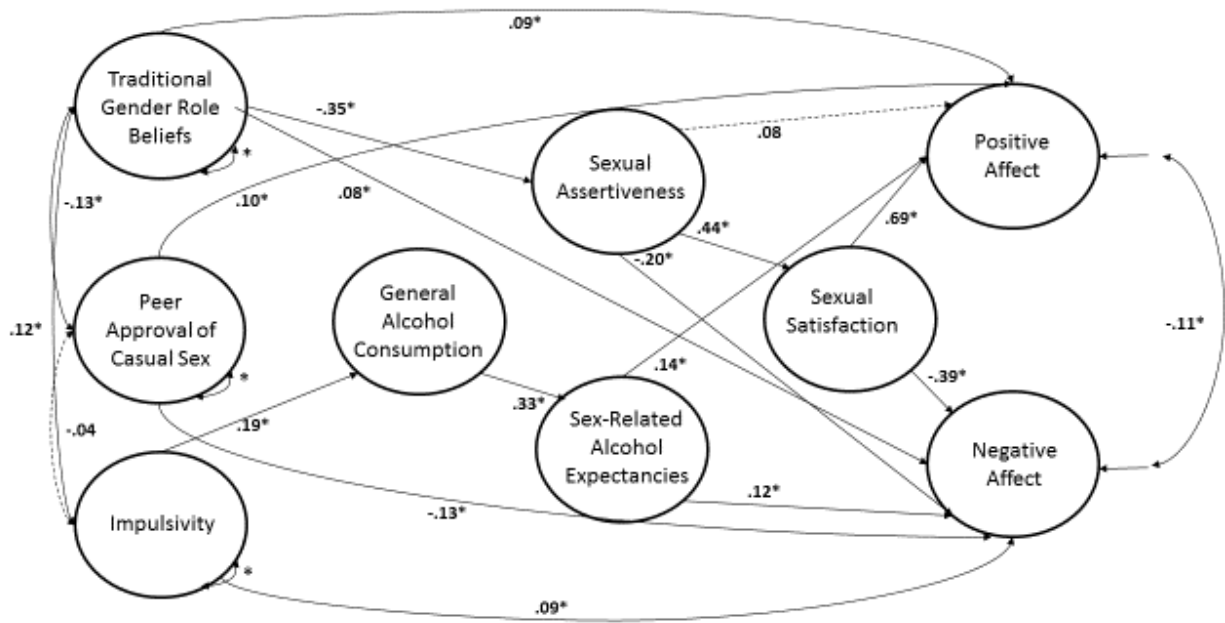 .09*
Traditional
Gender Role
Beliefs
*
-.35*
Sexual
Assertiveness
.08
Positive
Affect
-.13*
.10*
.08*
.44*
.69*
-.20*
Peer
Approval of
Casual Sex
*
General
Alcohol
Consumption
Sexual
Satisfaction
.12*
-.11*
.14*
-.39*
.33*
-.04
.19*
Sex-Related
Alcohol
Expectancies
Negative
Affect
.12*
-.13*
Impulsivity
*
.09*